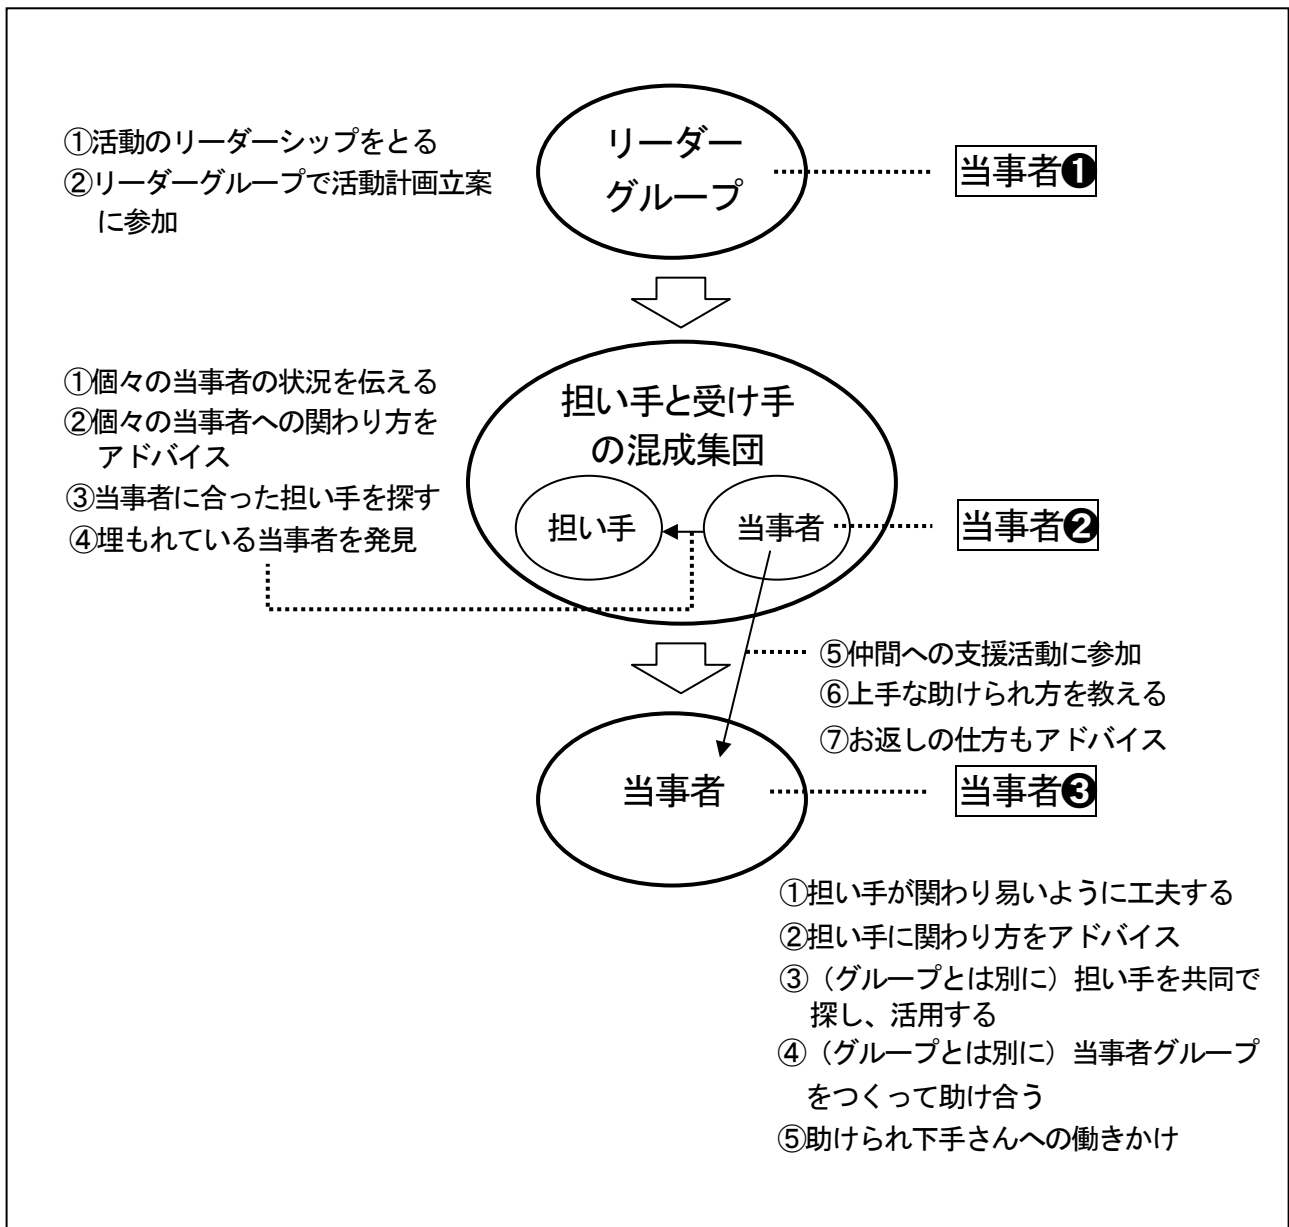 リーダー
グループ
①活動のリーダーシップをとる
②リーダーグループで活動計画立案
に参加
当事者❶
担い手と受け手
の混成集団
①個々の当事者の状況を伝える
②個々の当事者への関わり方を
アドバイス
③当事者に合った担い手を探す
④埋もれている当事者を発見
担い手
当事者
当事者❷
⑤仲間への支援活動に参加
⑥上手な助けられ方を教える
⑦お返しの仕方もアドバイス
当事者
当事者❸
①担い手が関わり易いように工夫する
②担い手に関わり方をアドバイス
③（グループとは別に）担い手を共同で
探し、活用する
④（グループとは別に）当事者グループ
をつくって助け合う
⑤助けられ下手さんへの働きかけ